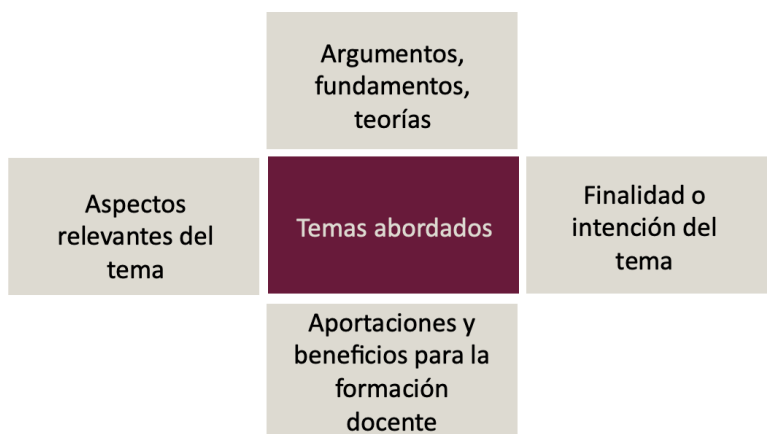 Argumentos,
fundamentos,
teorías
Aspectos
relevantes del
tema
Temas abordados
Finalidad o
intención del
tema
Aportaciones y
beneficios para la
formación
docente